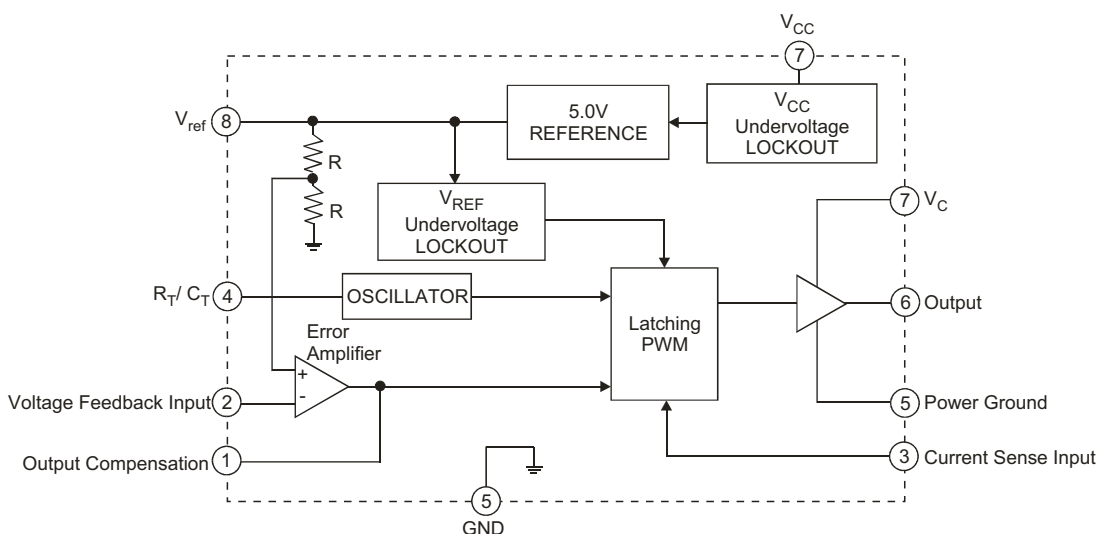 V_CC
7
V_ref
8
5.0V
REFERENCE
V_CC
Undervoltage
LOCKOUT
R
R
V_REF
Undervoltage
LOCKOUT
7
V_C
R_T/ C_T
4
OSCILLATOR
Latching
PWM
6
Output
Error
Amplifier
+
-
Voltage Feedback Input
2
5
Power Ground
Output Compensation
1
3
Current Sense Input
5
GND